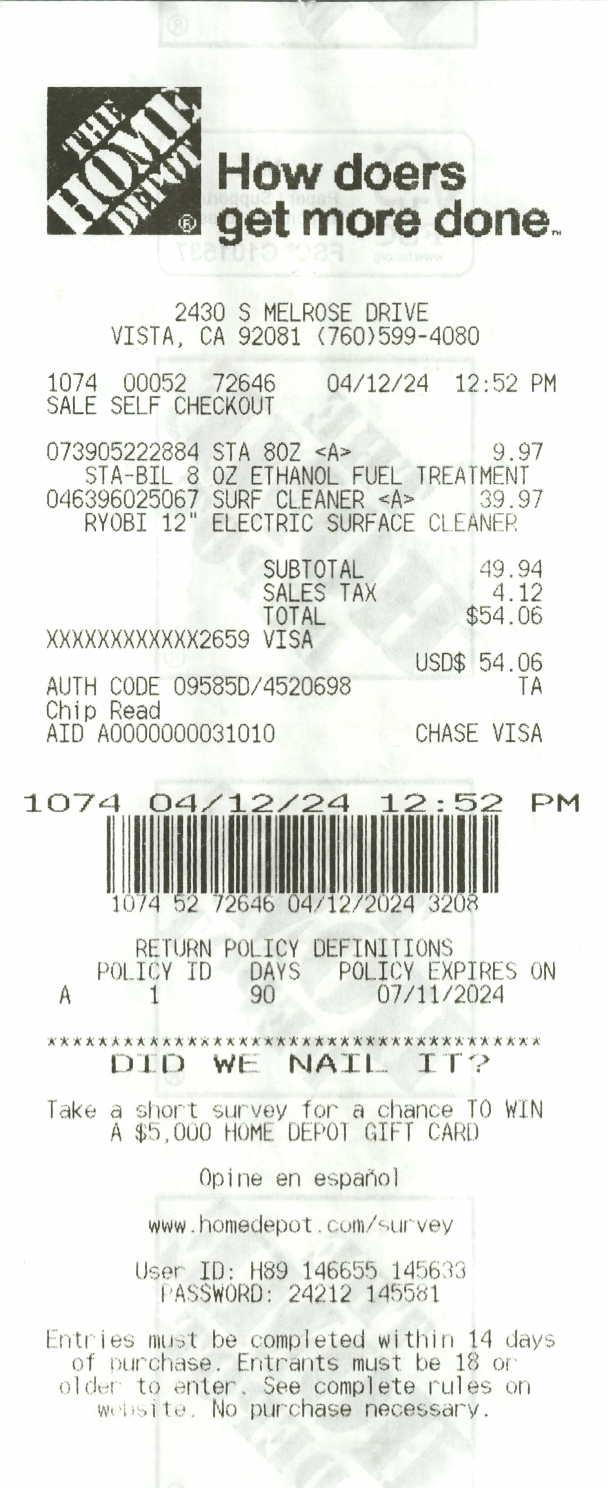 THE
HOME
DEPOT
®
How doers
get more done™
2430 S MELROSE DRIVE
VISTA, CA 92081 (760)599-4080
1074 00052 72646 04/12/24 12:52 PM
SALE SELF CHECKOUT
073905222884 STA 8OZ <A> 9.97
STA-BIL 8 OZ ETHANOL FUEL TREATMENT
046396025067 SURF CLEANER <A> 39.97
RYOBI 12" ELECTRIC SURFACE CLEANER
SUBTOTAL 49.94
SALES TAX 4.12
TOTAL $54.06
XXXXXXXXXXXX2659 VISA
USD$ 54.06
AUTH CODE 09585D/4520698 TA
Chip Read
AID A0000000031010 CHASE VISA
1074 04/12/24 12:52 PM
1074 52 72646 04/12/2024 3208
RETURN POLICY DEFINITIONS
POLICY ID DAYS POLICY EXPIRES ON
A 1 90 07/11/2024
***************************************
DID WE NAIL IT?
Take a short survey for a chance TO WIN
A $5,000 HOME DEPOT GIFT CARD
Opine en español
www.homedepot.com/survey
User ID: H89 146655 145633
PASSWORD: 24212 145581
Entries must be completed within 14 days
of purchase. Entrants must be 18 or
older to enter. See complete rules on
website. No purchase necessary.